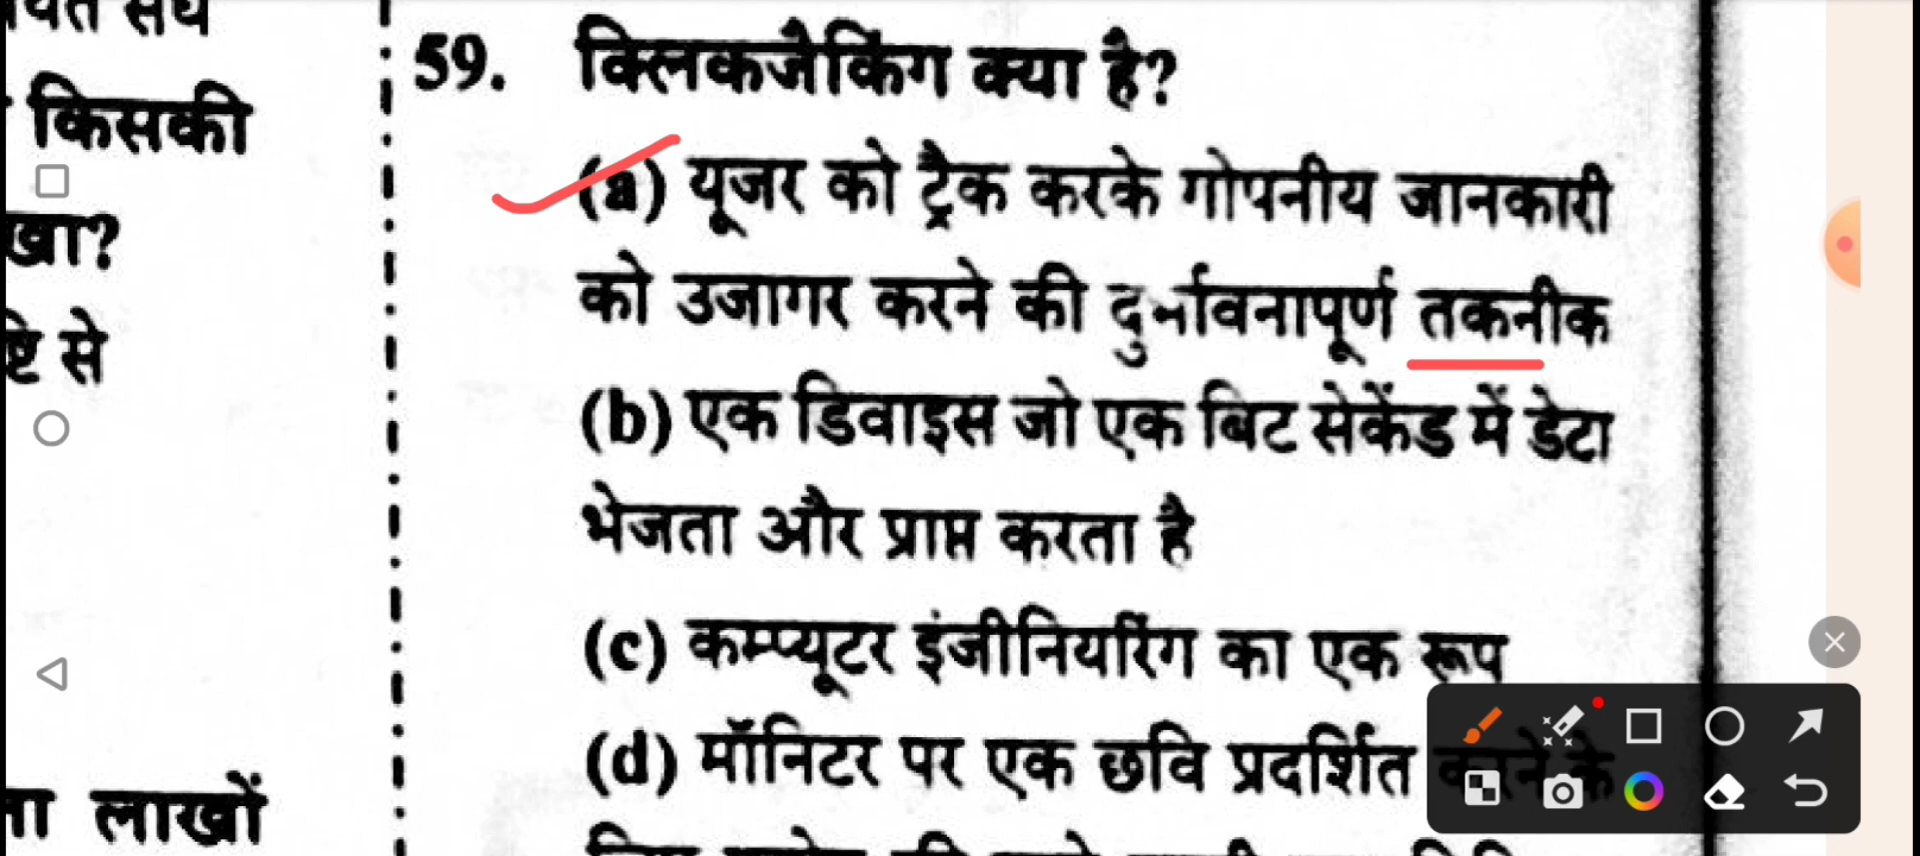 किसकी
खा?
ष्टि से
लाखों
59. क्लिकजैकिंग क्या है?
(a) यूजर को ट्रैक करके गोपनीय जानकारी
को उजागर करने की दुर्भावनापूर्ण तकनीक
(b) एक डिवाइस जो एक बिट सेकेंड में डेटा
भेजता और प्राप्त करता है
(c) कम्प्यूटर इंजीनियरिंग का एक रूप
(d) मॉनिटर पर एक छवि प्रदर्शित करने के